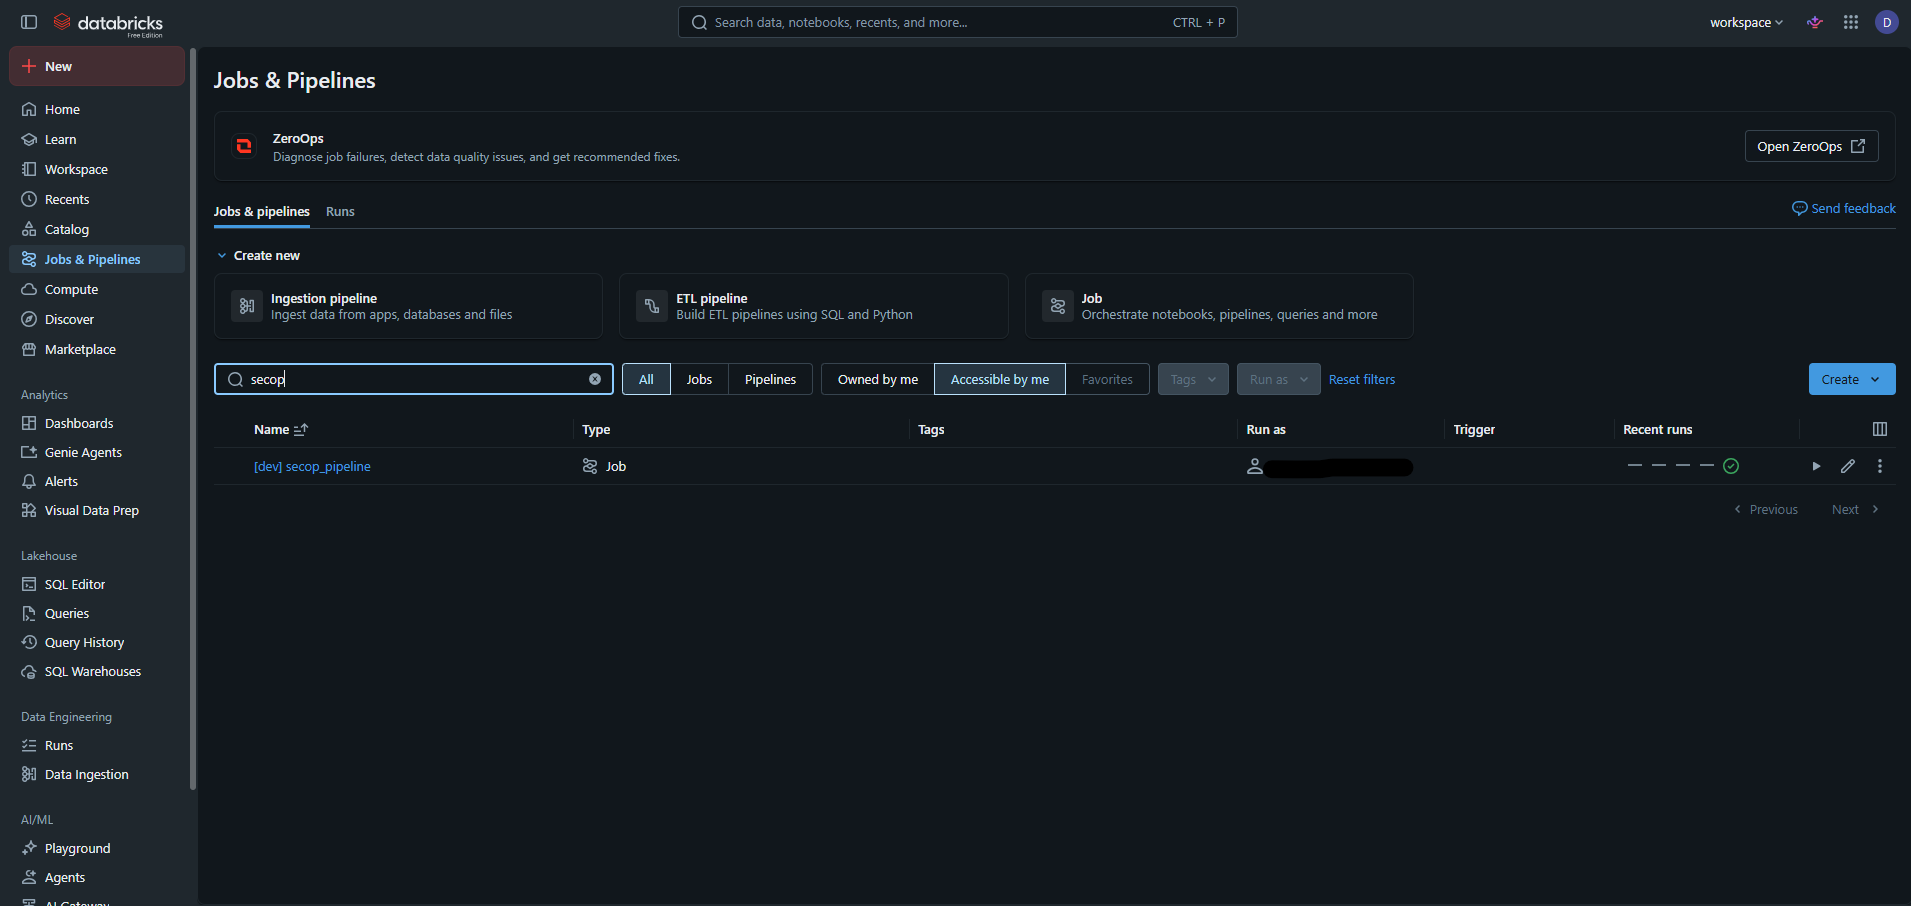 databricks
Free Edition
Search data, notebooks, recents, and more...
CTRL + P
workspace
D
New
Home
Learn
Workspace
Recents
Catalog
Jobs & Pipelines
Compute
Discover
Marketplace
Analytics
Dashboards
Genie Agents
Alerts
Visual Data Prep
Lakehouse
SQL Editor
Queries
Query History
SQL Warehouses
Data Engineering
Runs
Data Ingestion
AI/ML
Playground
Agents
AI Gateway
Jobs & Pipelines
ZeroOps
Diagnose job failures, detect data quality issues, and get recommended fixes.
Open ZeroOps
Jobs & pipelines
Runs
Send feedback
Create new
Ingestion pipeline
Ingest data from apps, databases and files
ETL pipeline
Build ETL pipelines using SQL and Python
Job
Orchestrate notebooks, pipelines, queries and more
secop
All
Jobs
Pipelines
Owned by me
Accessible by me
Favorites
Tags
Run as
Reset filters
Create
Name
Type
Tags
Run as
Trigger
Recent runs
[dev] secop_pipeline
Job
Previous
Next